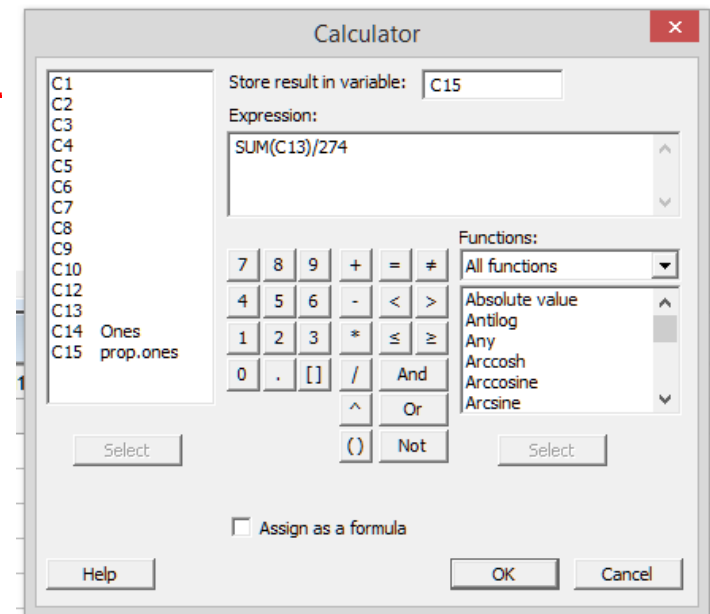 Calculator
×
C1
C2
C3
C4
C5
C6
C7
C8
C9
C10
C12
C13
C14 Ones
C15 prop.ones
Select
Store result in variable: C15
Expression:
SUM(C13)/274
7 8 9 + = ≠
4 5 6 - < >
1 2 3 * ≤ ≥
0 . [] / And
^ Or
() Not
Functions:
All functions
Absolute value
Antilog
Any
Arccosh
Arccosine
Arcsine
Select
Assign as a formula
Help
OK
Cancel